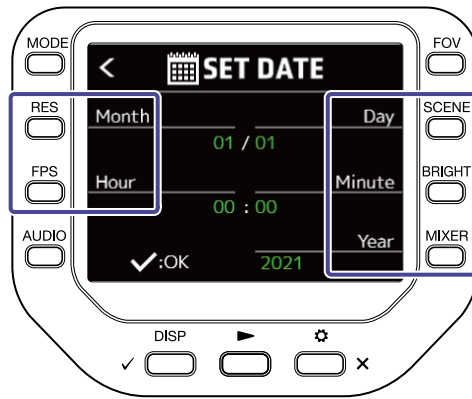 MODE
FOV
< SET DATE
RES
SCENE
Month
Day
01 / 01
FPS
BRIGHT
Hour
Minute
00 : 00
AUDIO
MIXER
Year
✓:OK
2021
DISP
✓
×